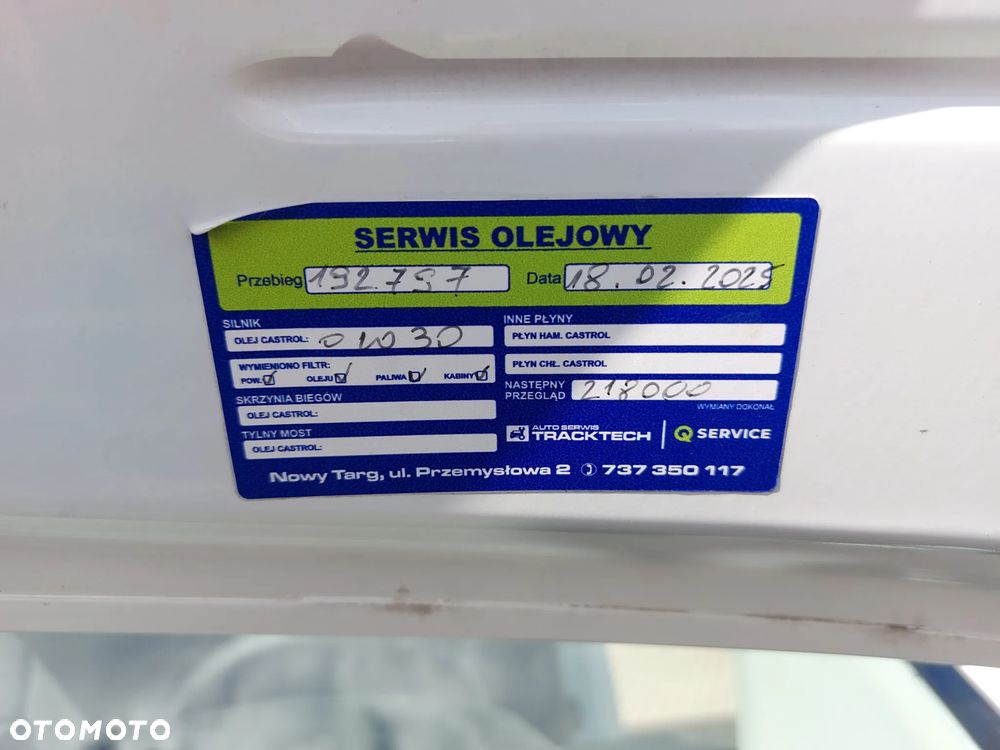 SERWIS OLEJOWY
Przebieg 192797 Data 18.02.2025
SILNIK
OLEJ CASTROL: 0W30
WYMIENIONO FILTR:
POW. OLEJU PALIWA KABINY
SKRZYNIA BIEGÓW
OLEJ CASTROL:
TYLNY MOST
OLEJ CASTROL:
INNE PŁYNY
PŁYN HAM. CASTROL
PŁYN CHŁ. CASTROL
NASTĘPNY PRZEGLĄD 218000
WYMIANY DOKONAŁ
AUTO SERWIS
TRACKTECH Q SERVICE
Nowy Targ, ul. Przemysłowa 2 737 350 117
OTOMOTO